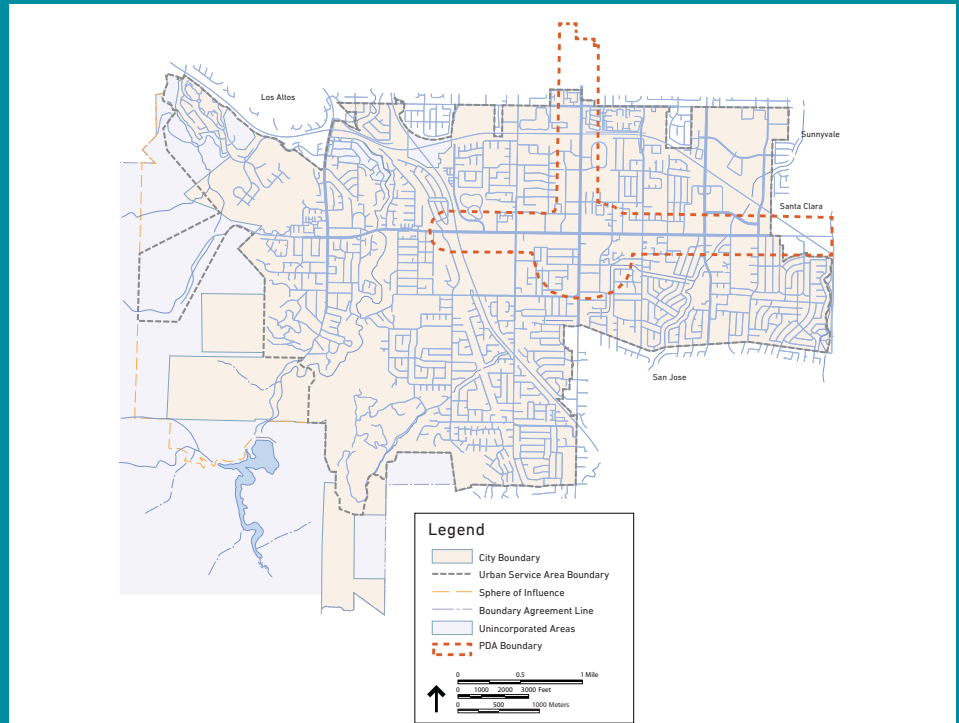 Los Altos
Sunnyvale
Santa Clara
San Jose
Legend
City Boundary
Urban Service Area Boundary
Sphere of Influence
Boundary Agreement Line
Unincorporated Areas
PDA Boundary
0 0.5 1 Mile
0 1000 2000 3000 Feet
0 500 1000 Meters